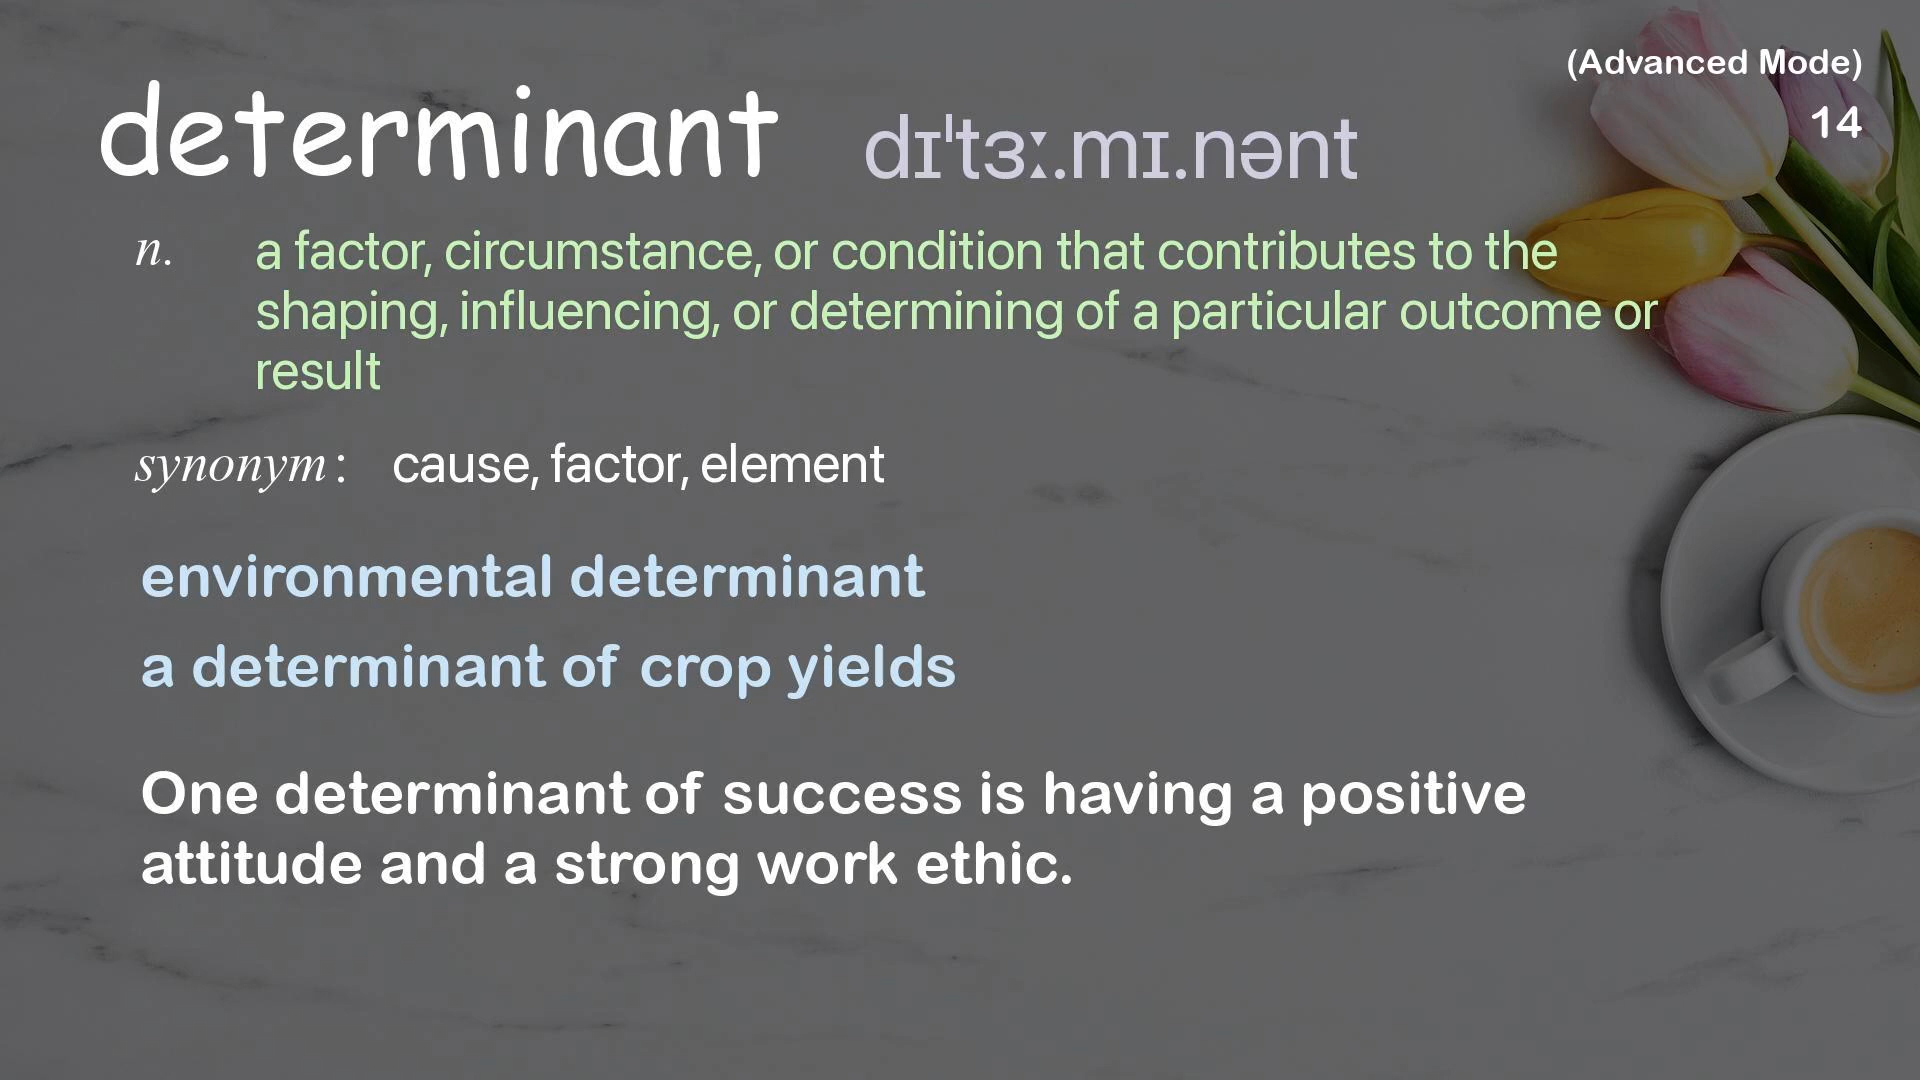 (Advanced Mode)
determinant dɪˈtɜː.mɪ.nənt
14
n. a factor, circumstance, or condition that contributes to the
shaping, influencing, or determining of a particular outcome or
result
synonym : cause, factor, element
environmental determinant
a determinant of crop yields
One determinant of success is having a positive
attitude and a strong work ethic.